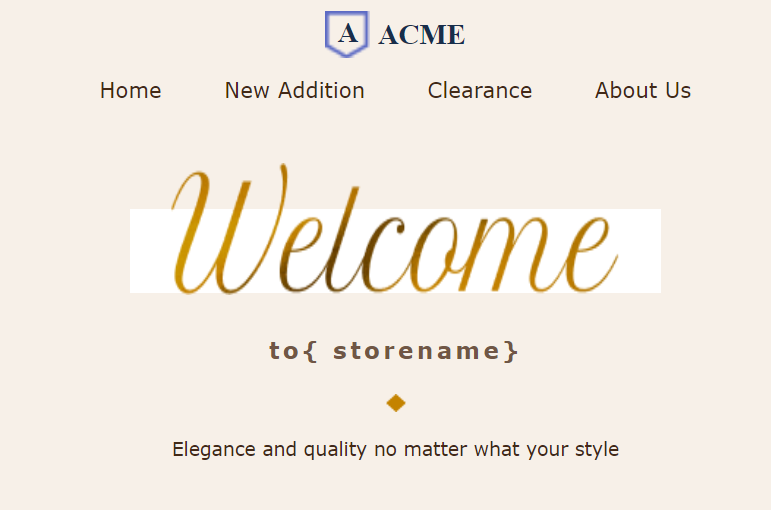 A ACME
Home New Addition Clearance About Us
Welcome
to{ storename}
Elegance and quality no matter what your style